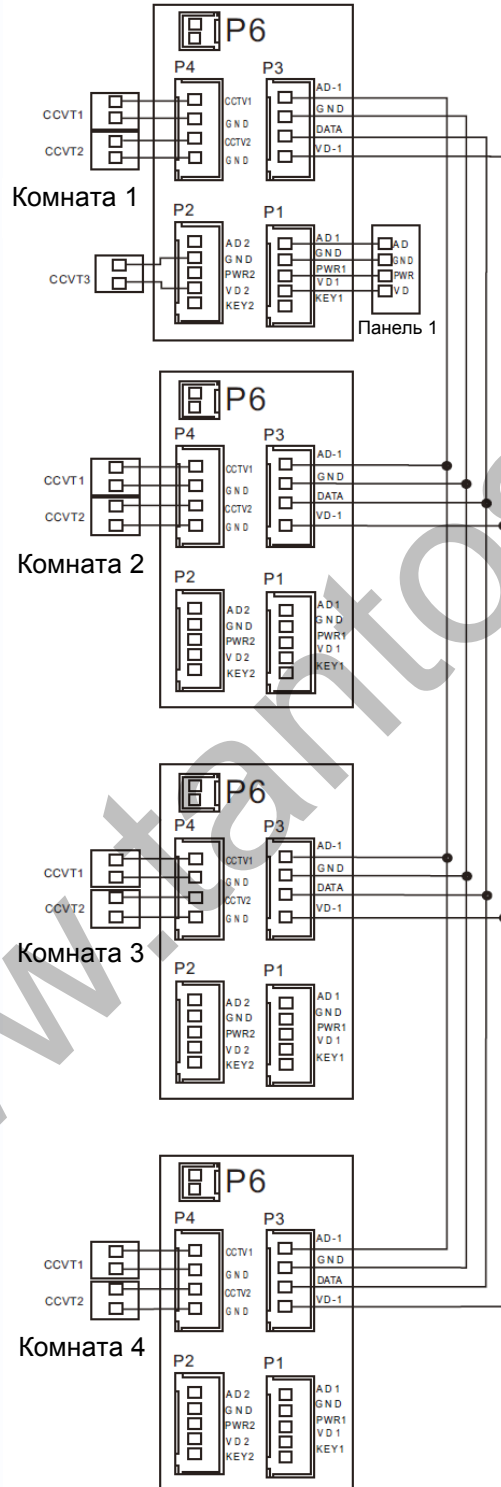 P6
P4 P3
CCVT1
CCVT2
CCTV1
GND
CCTV2
GND
AD-1
GND
DATA
VD-1
Комната 1
P2 P1
CCVT3
AD2
GND
PWR2
VD2
KEY2
AD1
GND
PWR1
VD1
KEY1
AD
GND
PWR
VD
Панель 1
P6
P4 P3
CCVT1
CCVT2
CCTV1
GND
CCTV2
GND
AD-1
GND
DATA
VD-1
Комната 2
P2 P1
AD2
GND
PWR2
VD2
KEY2
AD1
GND
PWR1
VD1
KEY1
P6
P4 P3
CCVT1
CCVT2
CCTV1
GND
CCTV2
GND
AD-1
GND
DATA
VD-1
Комната 3
P2 P1
AD2
GND
PWR2
VD2
KEY2
AD1
GND
PWR1
VD1
KEY1
P6
P4 P3
CCVT1
CCVT2
CCTV1
GND
CCTV2
GND
AD-1
GND
DATA
VD-1
Комната 4
P2 P1
AD2
GND
PWR2
VD2
KEY2
AD1
GND
PWR1
VD1
KEY1
w.tantos